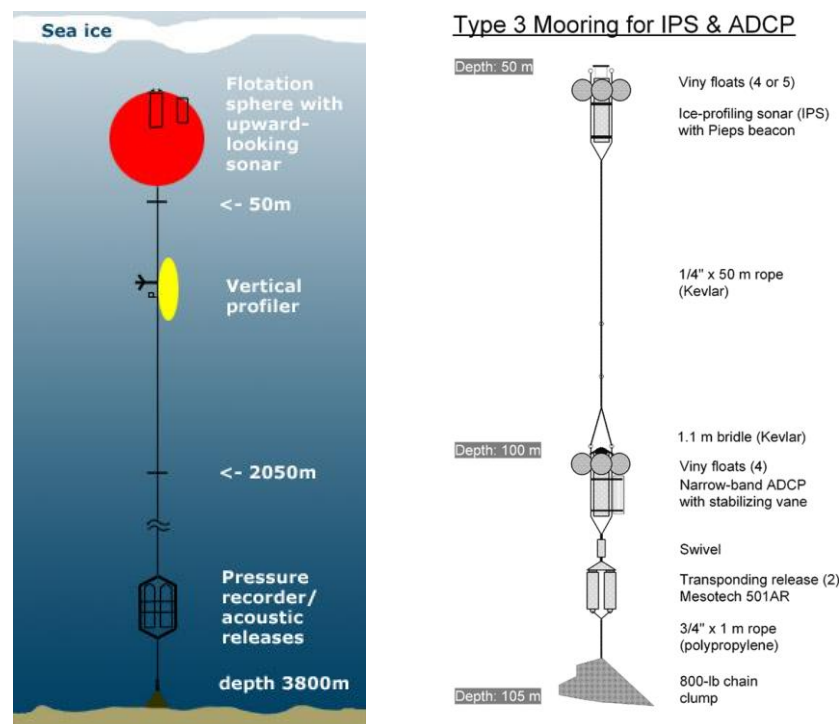 Sea ice
Flotation
sphere with
upward-
looking
sonar
<- 50m
Vertical
profiler
<- 2050m
Pressure
recorder/
acoustic
releases
depth 3800m
Type 3 Mooring for IPS & ADCP
Depth: 50 m
Viny floats (4 or 5)
Ice-profiling sonar (IPS)
with Pieps beacon
1/4" x 50 m rope
(Kevlar)
1.1 m bridle (Kevlar)
Depth: 100 m
Viny floats (4)
Narrow-band ADCP
with stabilizing vane
Swivel
Transponding release (2)
Mesotech 501AR
3/4" x 1 m rope
(polypropylene)
800-lb chain
clump
Depth: 105 m